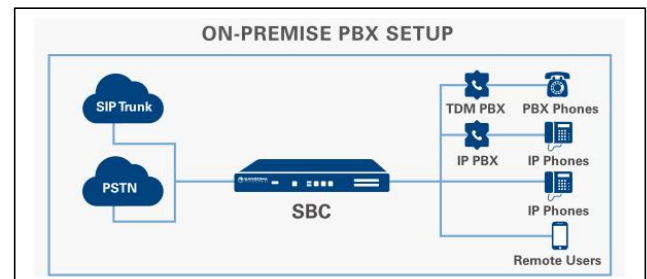 ON-PREMISE PBX SETUP
SIP Trunk
TDM PBX PBX Phones
IP PBX IP Phones
PSTN
SBC
IP Phones
Remote Users